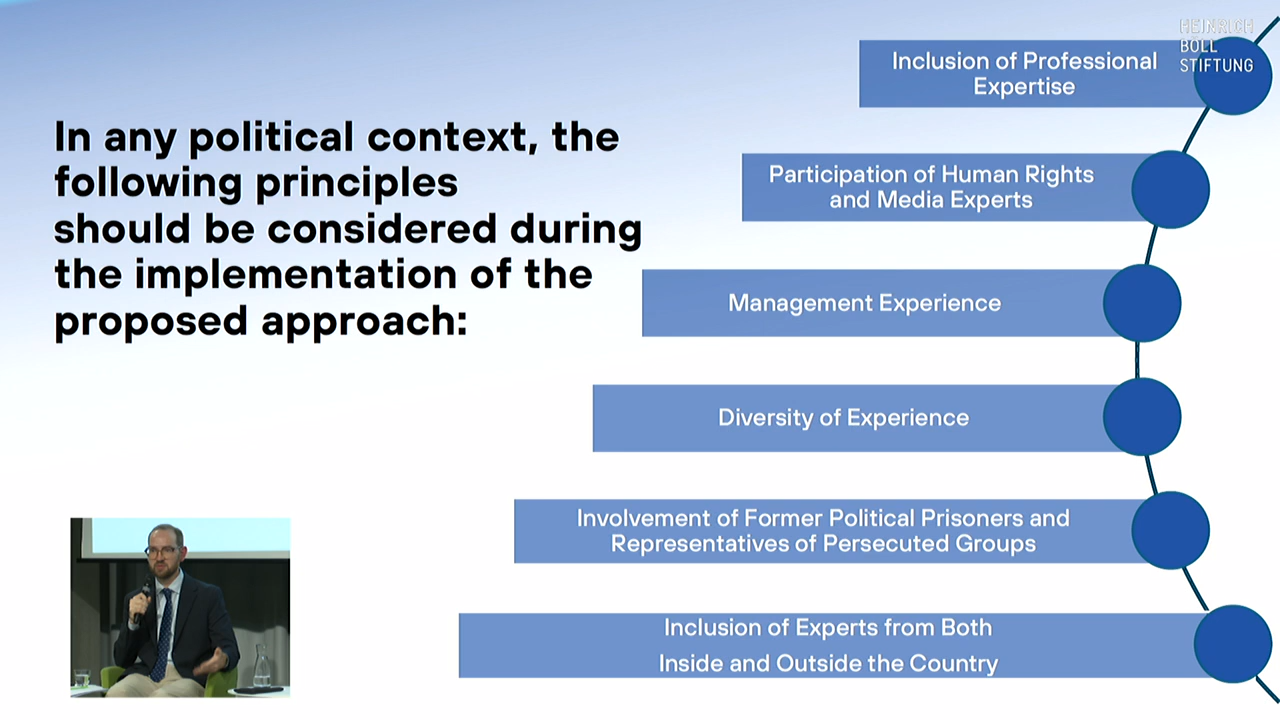 HEINRICH
BÖLL
STIFTUNG
In any political context, the
following principles
should be considered during
the implementation of the
proposed approach:
Inclusion of Professional
Expertise
Participation of Human Rights
and Media Experts
Management Experience
Diversity of Experience
Involvement of Former Political Prisoners and
Representatives of Persecuted Groups
Inclusion of Experts from Both
Inside and Outside the Country